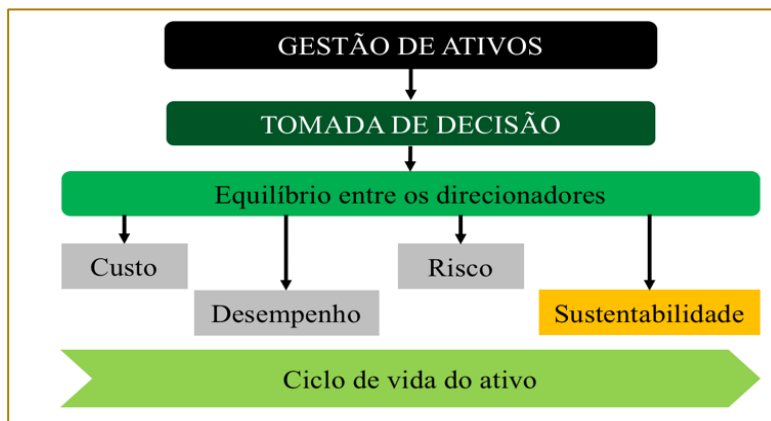 GESTÃO DE ATIVOS
TOMADA DE DECISÃO
Equilíbrio entre os direcionadores
Custo
Risco
Desempenho
Sustentabilidade
Ciclo de vida do ativo